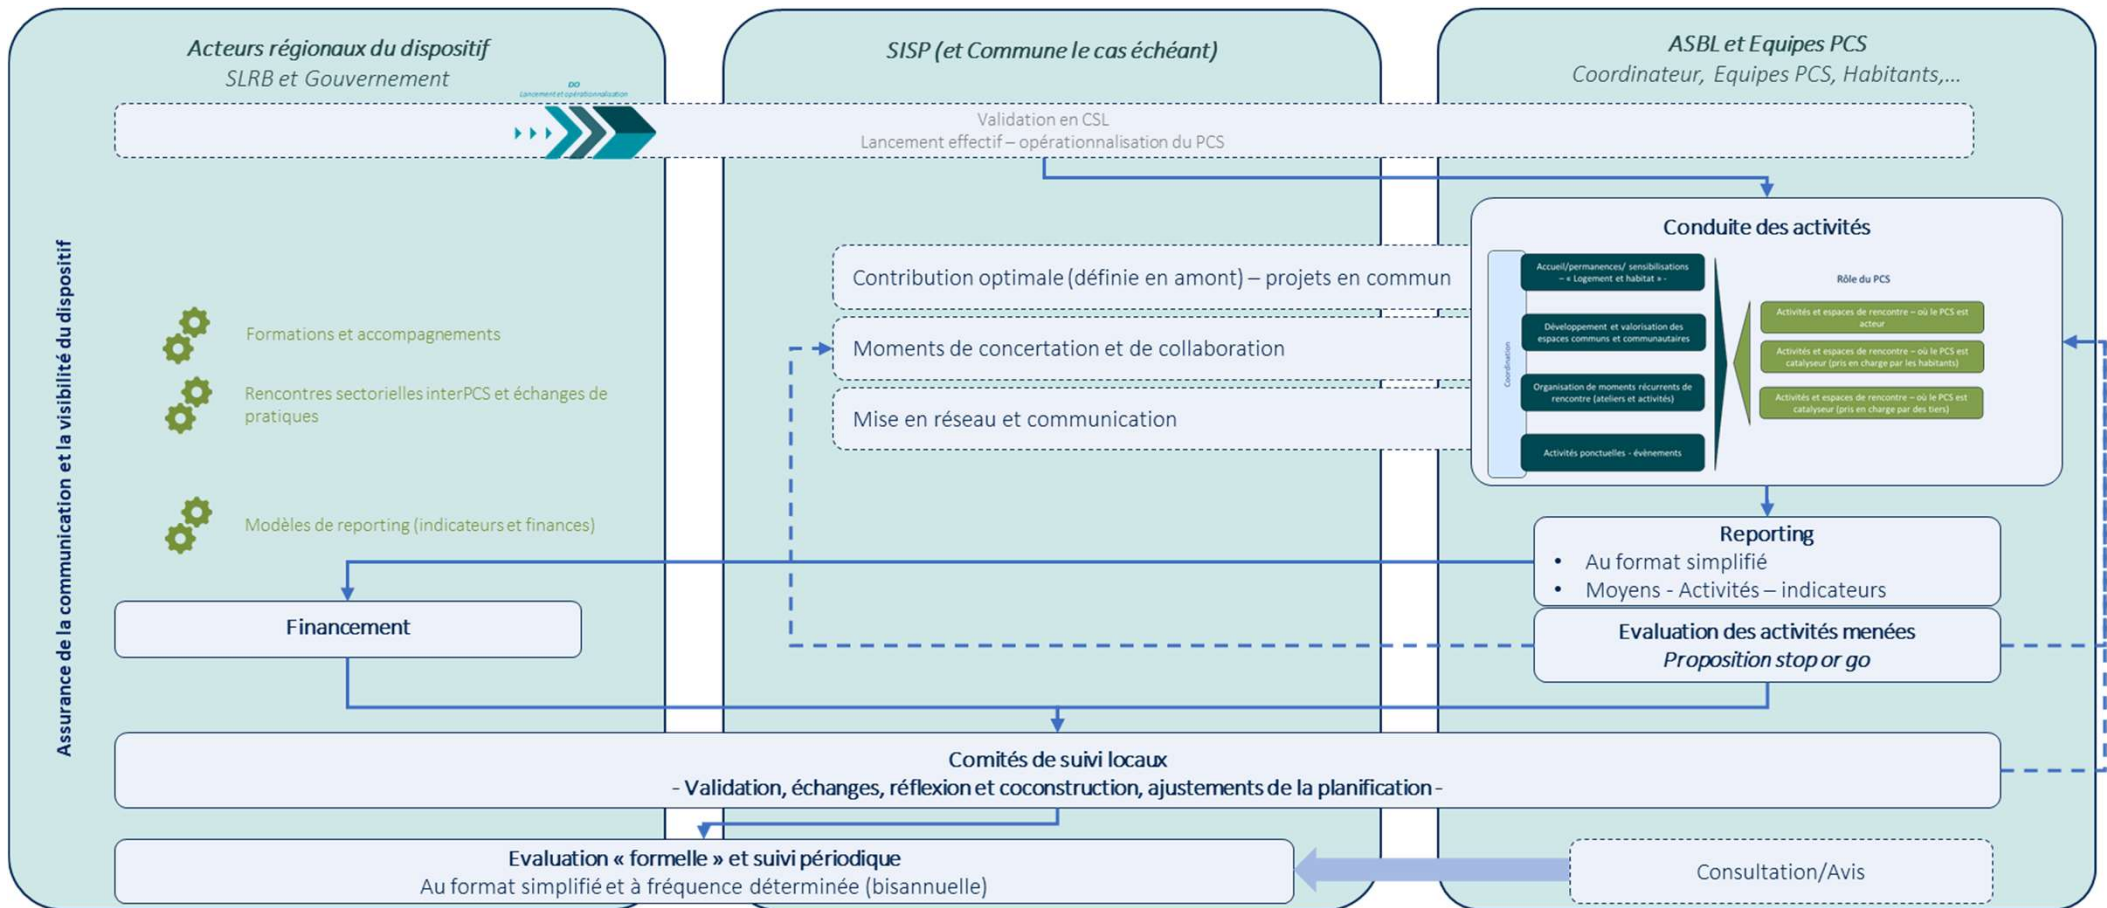 Acteurs régionaux du dispositif
SLRB et Gouvernement
SISP (et Commune le cas échéant)
ASBL et Equipes PCS
Coordinateur, Equipes PCS, Habitants,...
DO
Lancement et opérationnalisation
Validation en CSL
Lancement effectif – opérationnalisation du PCS
Assurance de la communication et la visibilité du dispositif
Formations et accompagnements
Rencontres sectorielles interPCS et échanges de
pratiques
Modèles de reporting (indicateurs et finances)
Contribution optimale (définie en amont) – projets en commun
Moments de concertation et de collaboration
Mise en réseau et communication
Conduite des activités
Coordination
Accueil/permanences/ sensibilisations
– « Logement et habitat » -
Développement et valorisation des
espaces communs et communautaires
Organisation de moments récurrents de
rencontre (ateliers et activités)
Activités ponctuelles - évènements
Rôle du PCS
Activités et espaces de rencontre – où le PCS est
acteur
Activités et espaces de rencontre – où le PCS est
catalyseur (pris en charge par les habitants)
Activités et espaces de rencontre – où le PCS est
catalyseur (pris en charge par des tiers)
Reporting
• Au format simplifié
• Moyens - Activités – indicateurs
Financement
Evaluation des activités menées
Proposition stop or go
Comités de suivi locaux
- Validation, échanges, réflexion et coconstruction, ajustements de la planification -
Evaluation « formelle » et suivi périodique
Au format simplifié et à fréquence déterminée (bisannuelle)
Consultation/Avis